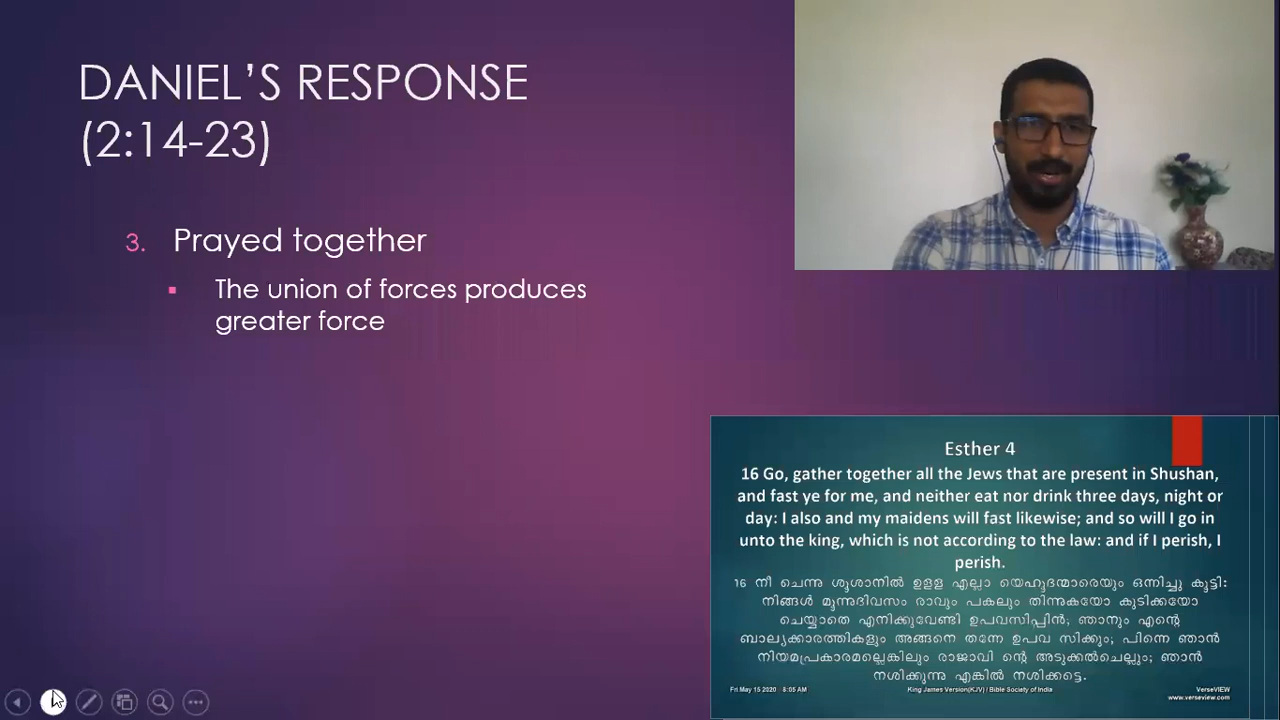 DANIEL’S RESPONSE
(2:14-23)
3. Prayed together
▪ The union of forces produces
greater force
Esther 4
16 Go, gather together all the Jews that are present in Shushan,
and fast ye for me, and neither eat nor drink three days, night or
day: I also and my maidens will fast likewise; and so will I go in
unto the king, which is not according to the law: and if I perish, I
perish.
16 നീ ചെന്നു ശൂശാനിൽ ഉള്ള എല്ലാ യെഹൂദന്മാരെയും ഒന്നിച്ചു കൂട്ടി:
നിങ്ങൾ മൂന്നുദിവസം രാവും പകലും തിന്നുകയോ കുടിക്കയോ
ചെയ്യാതെ എനിക്കുവേണ്ടി ഉപവസിപ്പിൻ; ഞാനും എന്റെ
ബാല്യക്കാരത്തികളും അങ്ങനെ തന്നേ ഉപവ സിക്കും; പിന്നെ ഞാൻ
നിയമപ്രകാരമല്ലെങ്കിലും രാജാവി ന്റെ അടുക്കൽചെല്ലും; ഞാൻ
നശിക്കുന്നു എങ്കിൽ നശിക്കട്ടെ.
Fri May 15 2020 8:05 AM
King James Version(KJV) | Bible Society of India
VerseVIEW
www.verseview.com